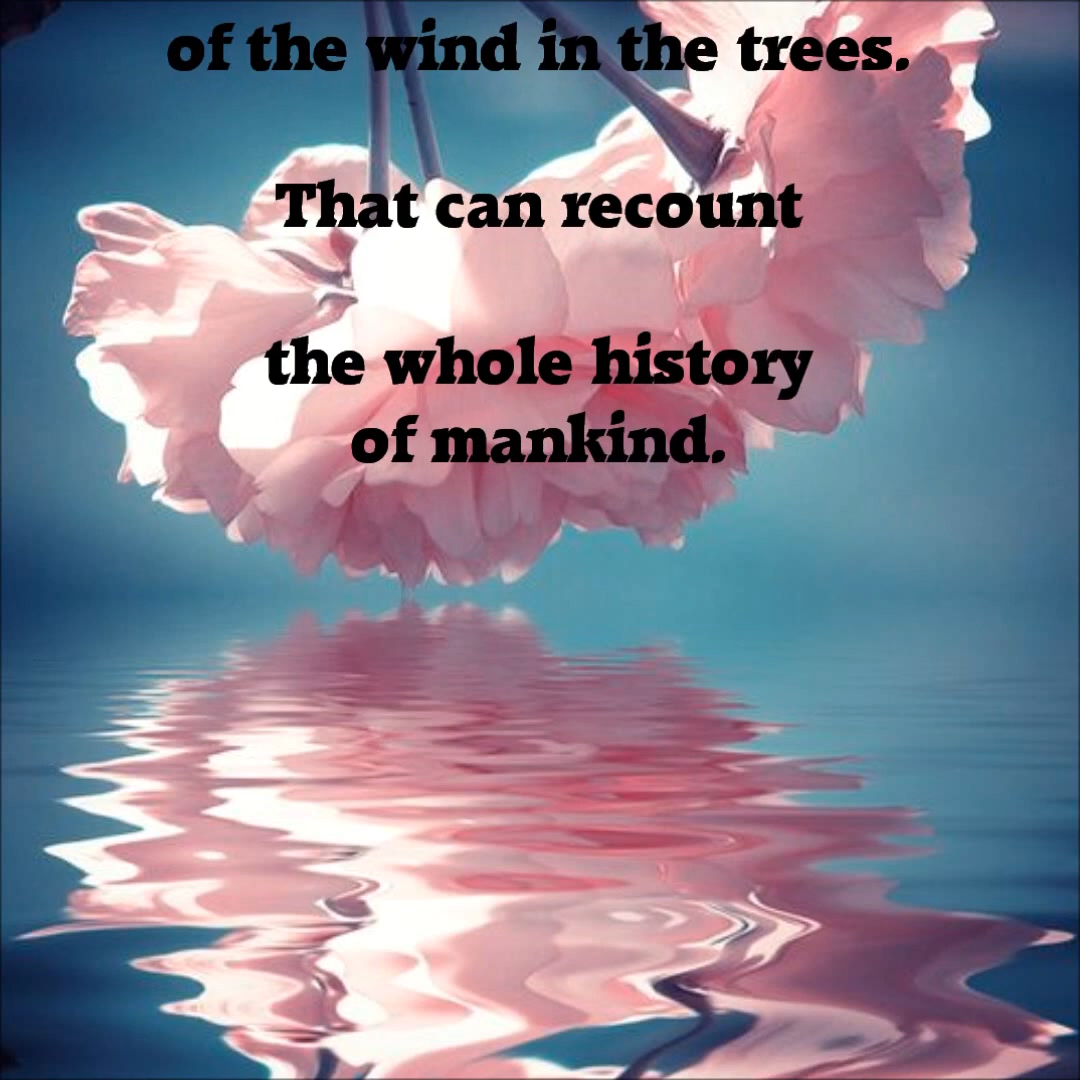 of the wind in the trees.
That can recount
the whole history
of mankind.